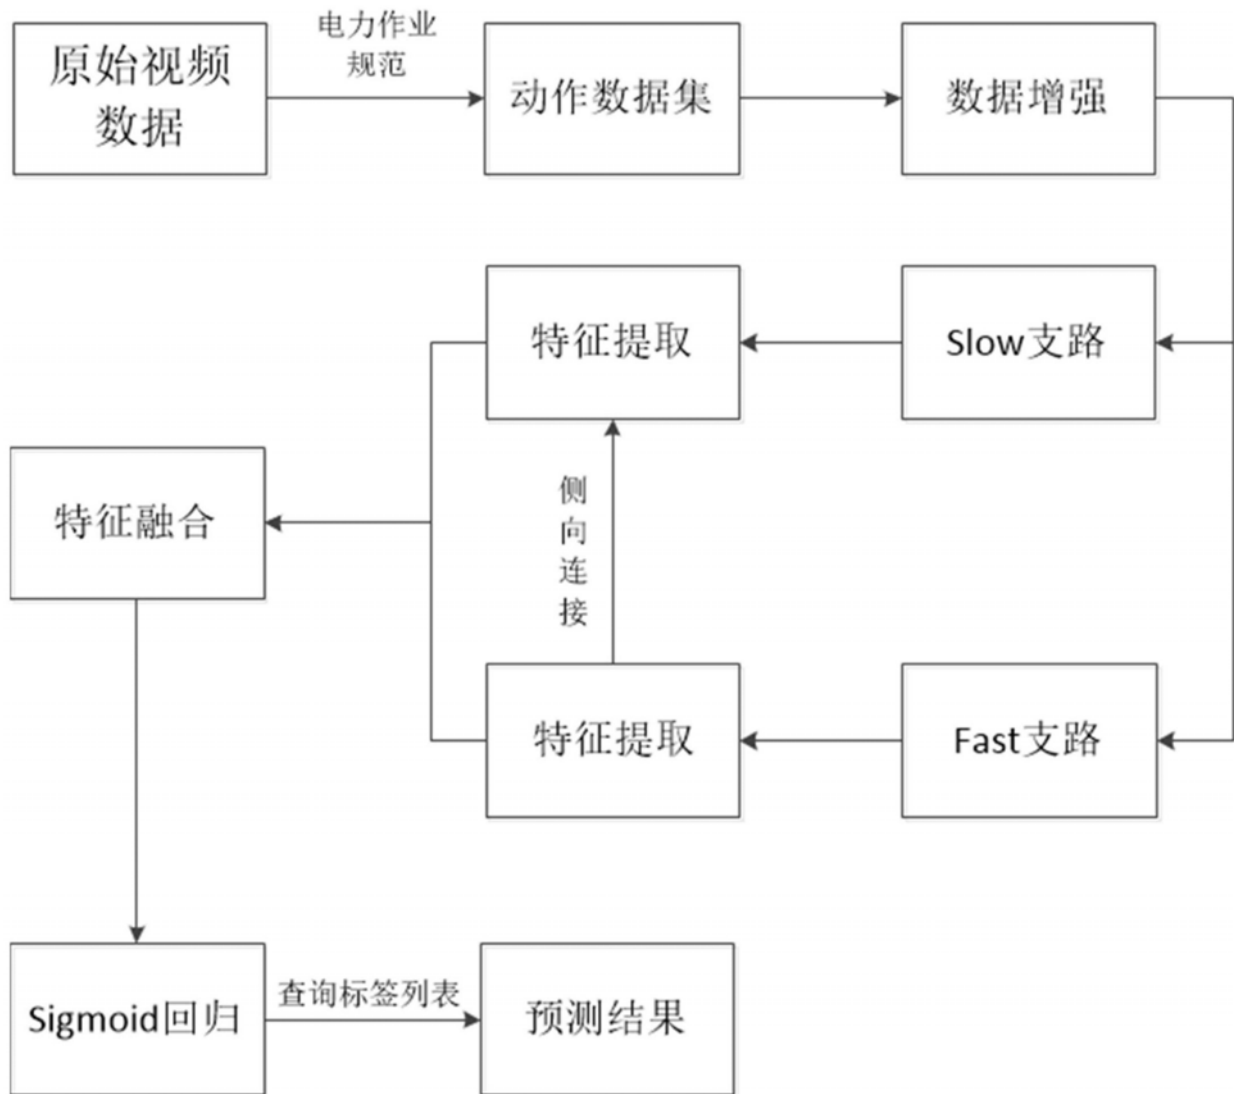 原始视频
数据
电力作业
规范
动作数据集
数据增强
特征提取
Slow支路
特征融合
侧
向
连
接
特征提取
Fast支路
Sigmoid回归
查询标签列表
预测结果